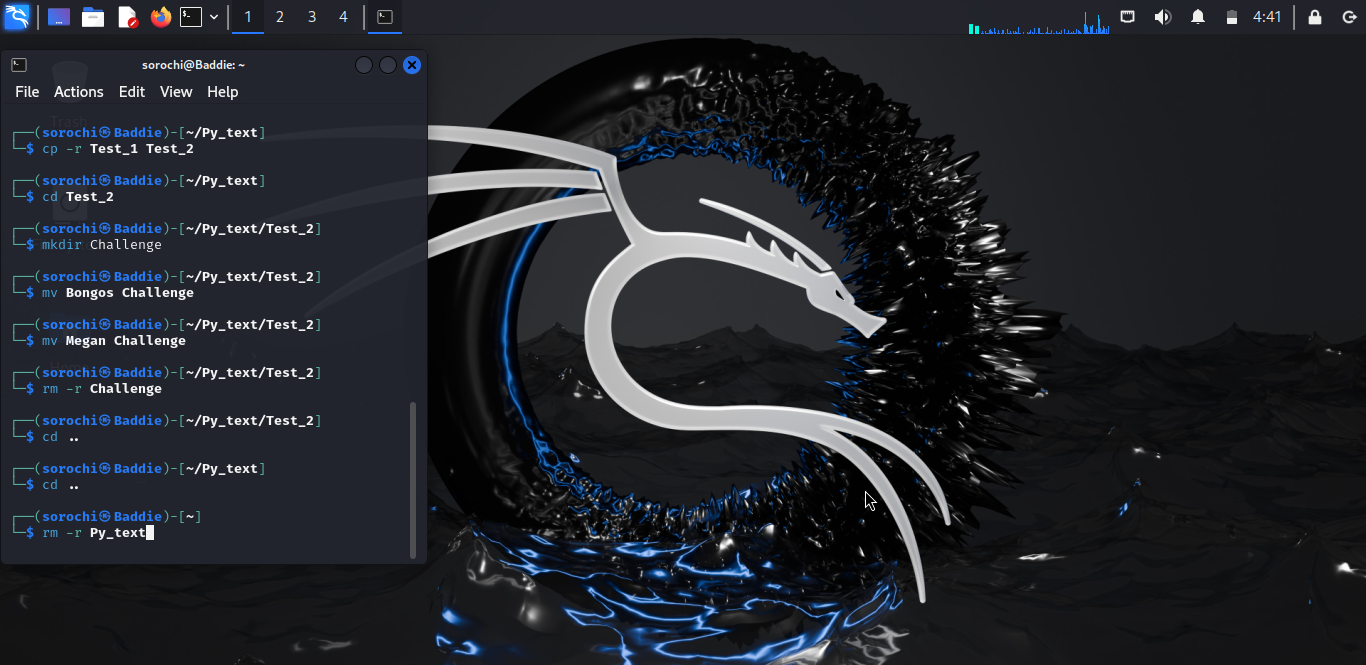 1 2 3 4 4:41
sorochi@Baddie: ~
File Actions Edit View Help
Trash
┌──(sorochi㉿Baddie)-[~/Py_text]
└─$ cp -r Test_1 Test_2
┌──(sorochi㉿Baddie)-[~/Py_text]
└─$ cd Test_2
┌──(sorochi㉿Baddie)-[~/Py_text/Test_2]
└─$ mkdir Challenge
┌──(sorochi㉿Baddie)-[~/Py_text/Test_2]
└─$ mv Bongos Challenge
┌──(sorochi㉿Baddie)-[~/Py_text/Test_2]
└─$ mv Megan Challenge
┌──(sorochi㉿Baddie)-[~/Py_text/Test_2]
└─$ rm -r Challenge
┌──(sorochi㉿Baddie)-[~/Py_text/Test_2]
└─$ cd ..
┌──(sorochi㉿Baddie)-[~/Py_text]
└─$ cd ..
┌──(sorochi㉿Baddie)-[~]
└─$ rm -r Py_text